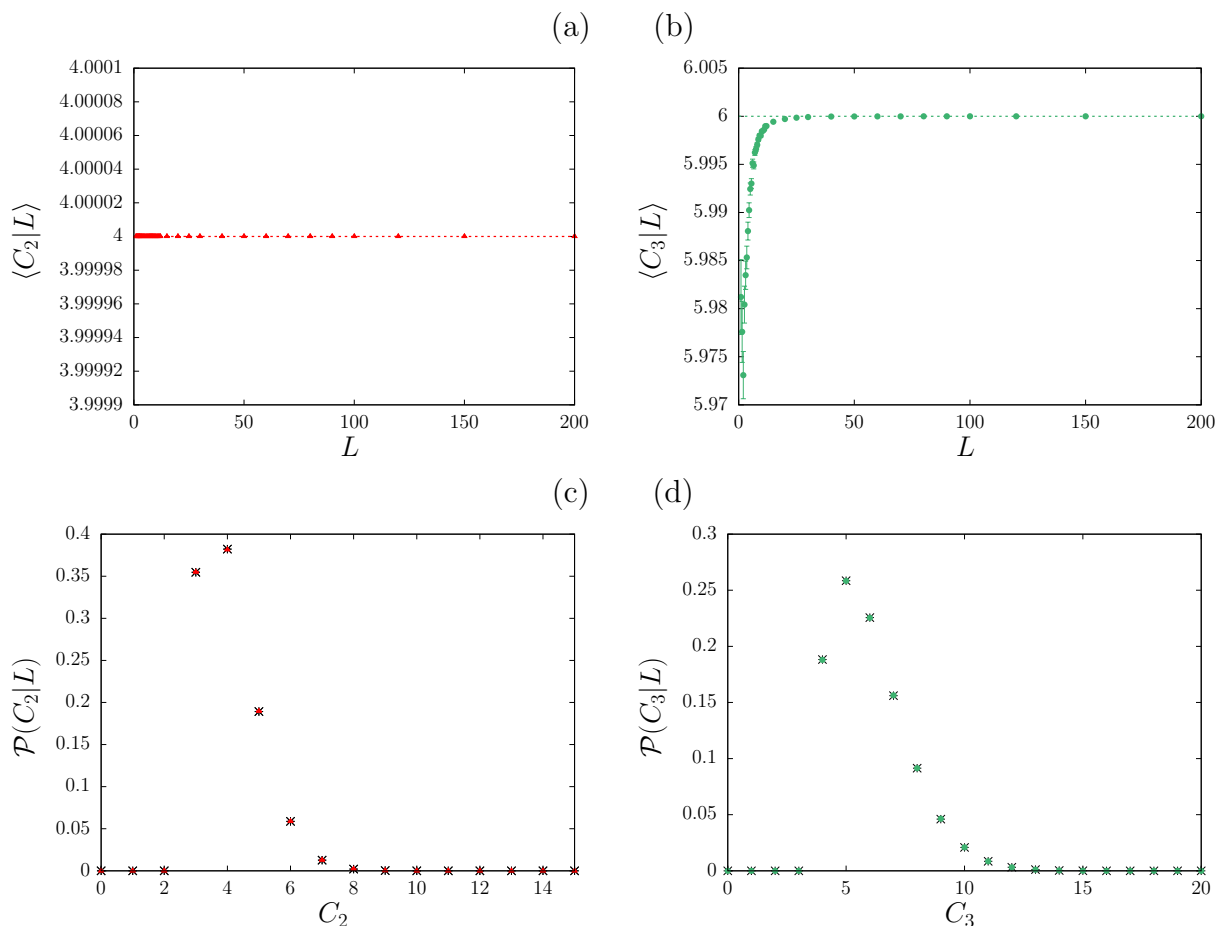 (a)
4.0001
4.00008
4.00006
4.00004
4.00002
4
3.99998
3.99996
3.99994
3.99992
3.9999
0 50 100 150 200
L
⟨C₂|L⟩
(b)
6.005
6
5.995
5.99
5.985
5.98
5.975
5.97
0 50 100 150 200
L
⟨C₃|L⟩
(c)
0.4
0.35
0.3
0.25
0.2
0.15
0.1
0.05
0
0 2 4 6 8 10 12 14
C₂
𝒫(C₂|L)
(d)
0.3
0.25
0.2
0.15
0.1
0.05
0
0 5 10 15 20
C₃
𝒫(C₃|L)